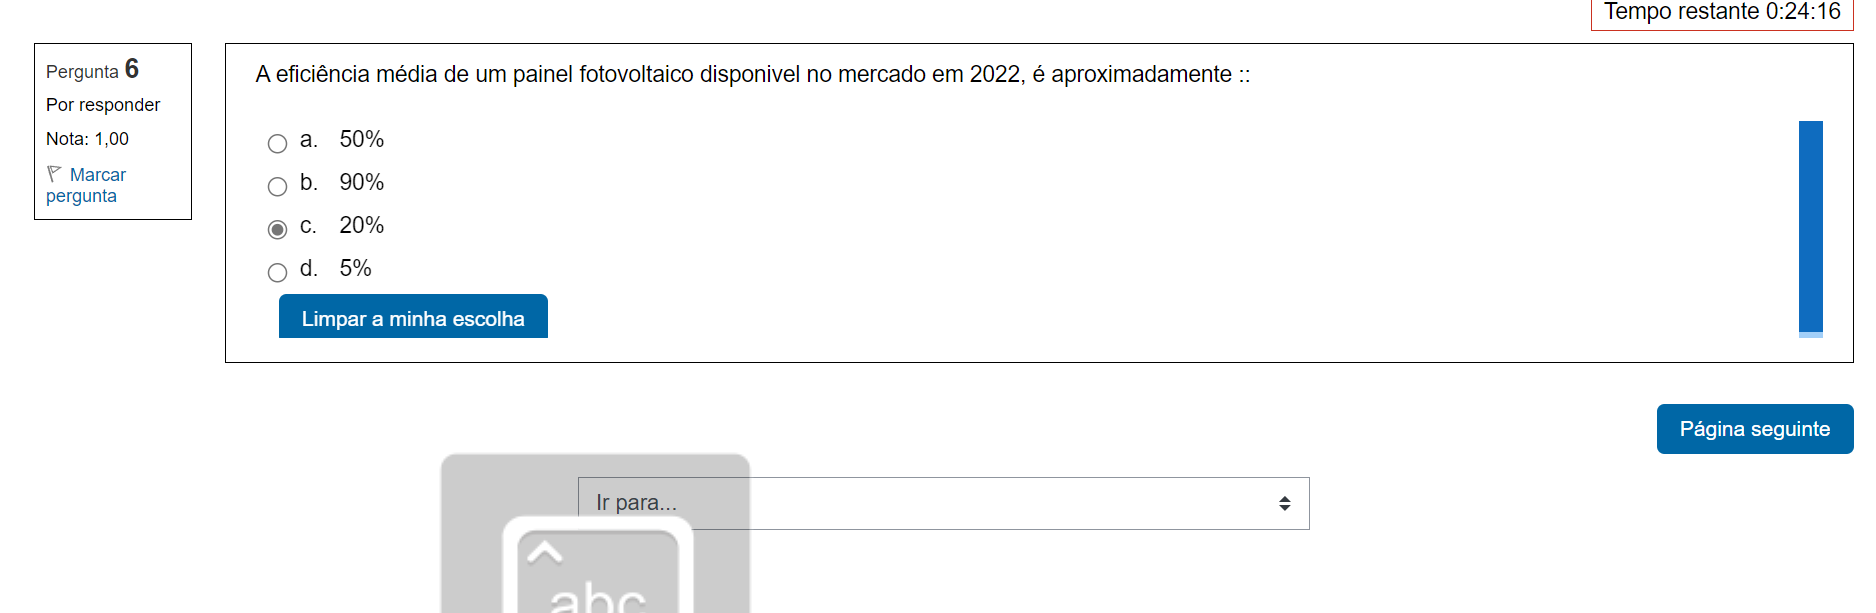 Tempo restante 0:24:16
Pergunta 6
Por responder
Nota: 1,00
Marcar
pergunta
A eficiência média de um painel fotovoltaico disponivel no mercado em 2022, é aproximadamente ::
a. 50%
b. 90%
c. 20%
d. 5%
Limpar a minha escolha
Página seguinte
Ir para...
abc